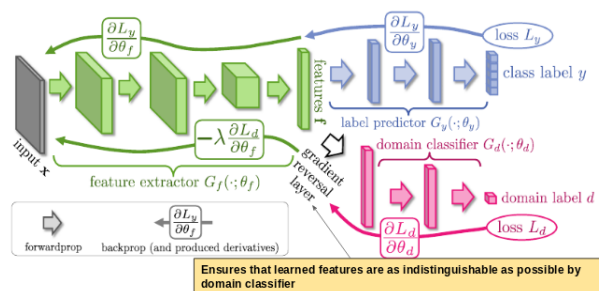 ∂L_y/∂θ_f
∂L_y/∂θ_y
loss L_y
class label y
features f
input x
label predictor G_y(·;θ_y)
−λ ∂L_d/∂θ_f
domain classifier G_d(·;θ_d)
feature extractor G_f(·;θ_f)
gradient
reversal
layer
domain label d
∂L_d/∂θ_d
loss L_d
∂L_y/∂θ_f
forwardprop
backprop (and produced derivatives)
Ensures that learned features are as indistinguishable as possible by
domain classifier